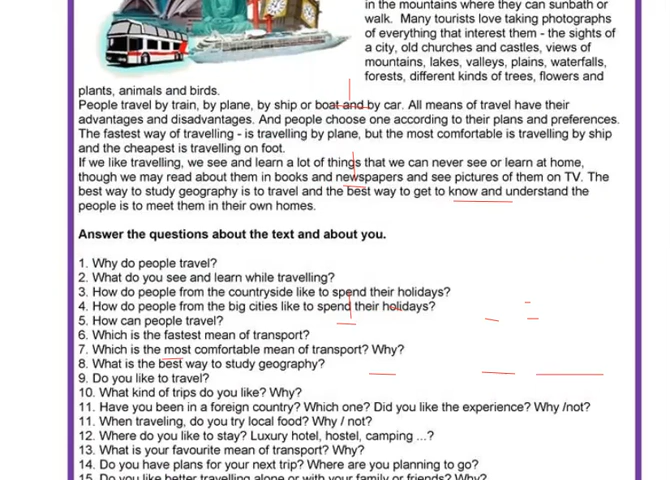 in the mountains where they can sunbath or
walk. Many tourists love taking photographs
of everything that interest them - the sights of
a city, old churches and castles, views of
mountains, lakes, valleys, plains, waterfalls,
forests, different kinds of trees, flowers and
plants, animals and birds.
People travel by train, by plane, by ship or boat and by car. All means of travel have their
advantages and disadvantages. And people choose one according to their plans and preferences.
The fastest way of travelling - is travelling by plane, but the most comfortable is travelling by ship
and the cheapest is travelling on foot.
If we like travelling, we see and learn a lot of things that we can never see or learn at home,
though we may read about them in books and newspapers and see pictures of them on TV. The
best way to study geography is to travel and the best way to get to know and understand the
people is to meet them in their own homes.
Answer the questions about the text and about you.
1. Why do people travel?
2. What do you see and learn while travelling?
3. How do people from the countryside like to spend their holidays?
4. How do people from the big cities like to spend their holidays?
5. How can people travel?
6. Which is the fastest mean of transport?
7. Which is the most comfortable mean of transport? Why?
8. What is the best way to study geography?
9. Do you like to travel?
10. What kind of trips do you like? Why?
11. Have you been in a foreign country? Which one? Did you like the experience? Why /not?
11. When traveling, do you try local food? Why / not?
12. Where do you like to stay? Luxury hotel, hostel, camping ...?
13. What is your favourite mean of transport? Why?
14. Do you have plans for your next trip? Where are you planning to go?
15. Do you like better travelling alone or with your family or friends? Why?